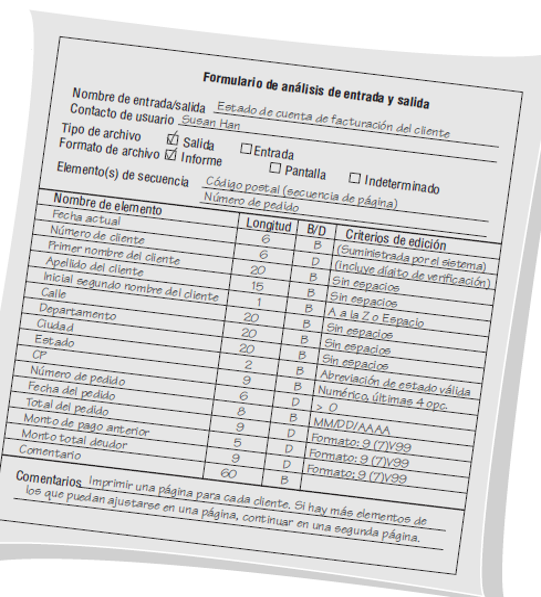 Formulario de análisis de entrada y salida
Nombre de entrada/salida Estado de cuenta de facturación del cliente
Contacto de usuario Susan Han
Tipo de archivo Salida Entrada
Formato de archivo Informe Pantalla Indeterminado
Elemento(s) de secuencia Código postal (secuencia de página)
Número de pedido
Nombre de elemento Longitud B/D Criterios de edición
Fecha actual 6 B (Suministrada por el sistema)
Número de cliente 6 D (incluye dígito de verificación)
Primer nombre del cliente 20 B Sin espacios
Apellido del cliente 15 B Sin espacios
Inicial segundo nombre del cliente 1 B A a la Z o Espacio
Calle 20 B Sin espacios
Departamento 20 B Sin espacios
Ciudad 20 B Sin espacios
Estado 2 B Abreviación de estado válida
CP 9 B Numérico, últimas 4 opc.
Número de pedido 6 D > 0
Fecha del pedido 8 B MM/DD/AAAA
Total del pedido 9 D Formato: 9 (7)V99
Monto de pago anterior 5 D Formato: 9 (7)V99
Monto total deudor 9 D Formato: 9 (7)V99
Comentario 60 B
Comentarios Imprimir una página para cada cliente. Si hay más elementos de
los que puedan ajustarse en una página, continuar en una segunda página.